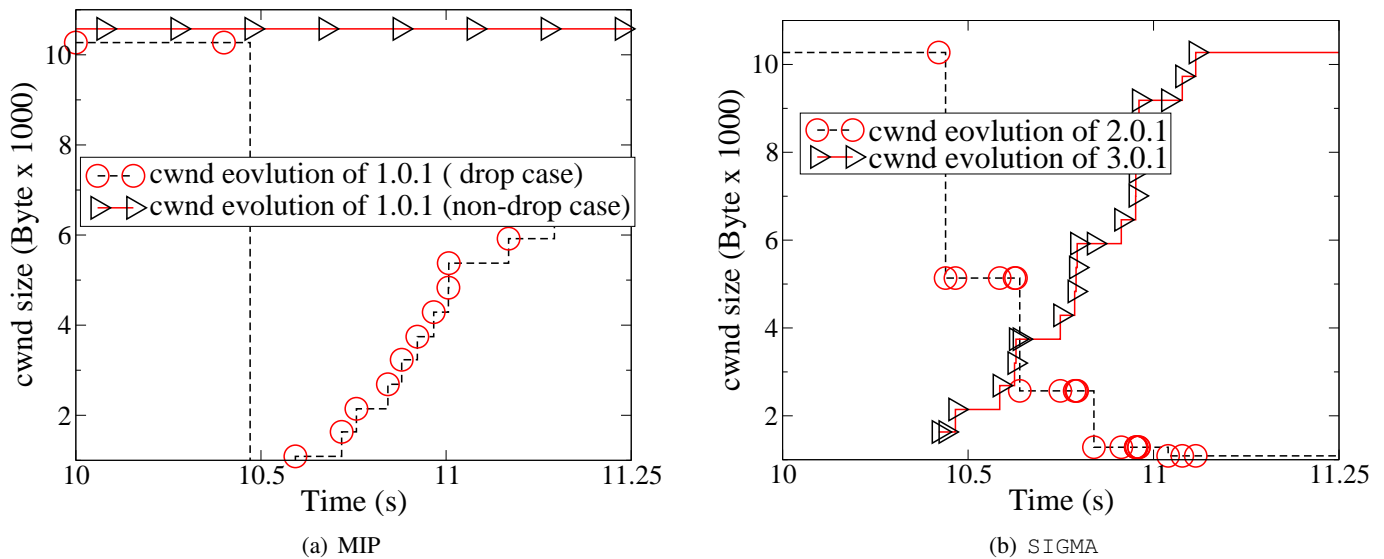 cwnd size (Byte x 1000)
10
8
6
4
2
cwnd eovlution of 1.0.1 ( drop case)
cwnd evolution of 1.0.1 (non-drop case)
10
10.5
11
11.25
Time (s)
(a) MIP
cwnd size (Byte x 1000)
10
8
6
4
2
cwnd eovlution of 2.0.1
cwnd evolution of 3.0.1
10
10.5
11
11.25
Time (s)
(b) SIGMA